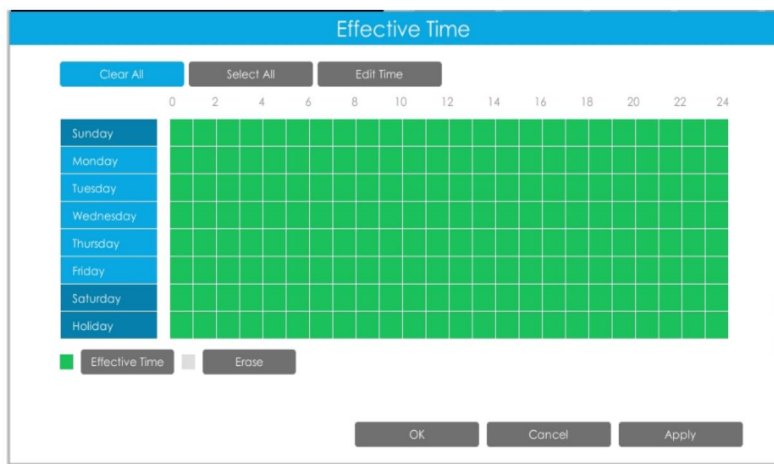 Effective Time
Clear All Select All Edit Time
0 2 4 6 8 10 12 14 16 18 20 22 24
Sunday
Monday
Tuesday
Wednesday
Thursday
Friday
Saturday
Holiday
Effective Time Erase
OK Cancel Apply